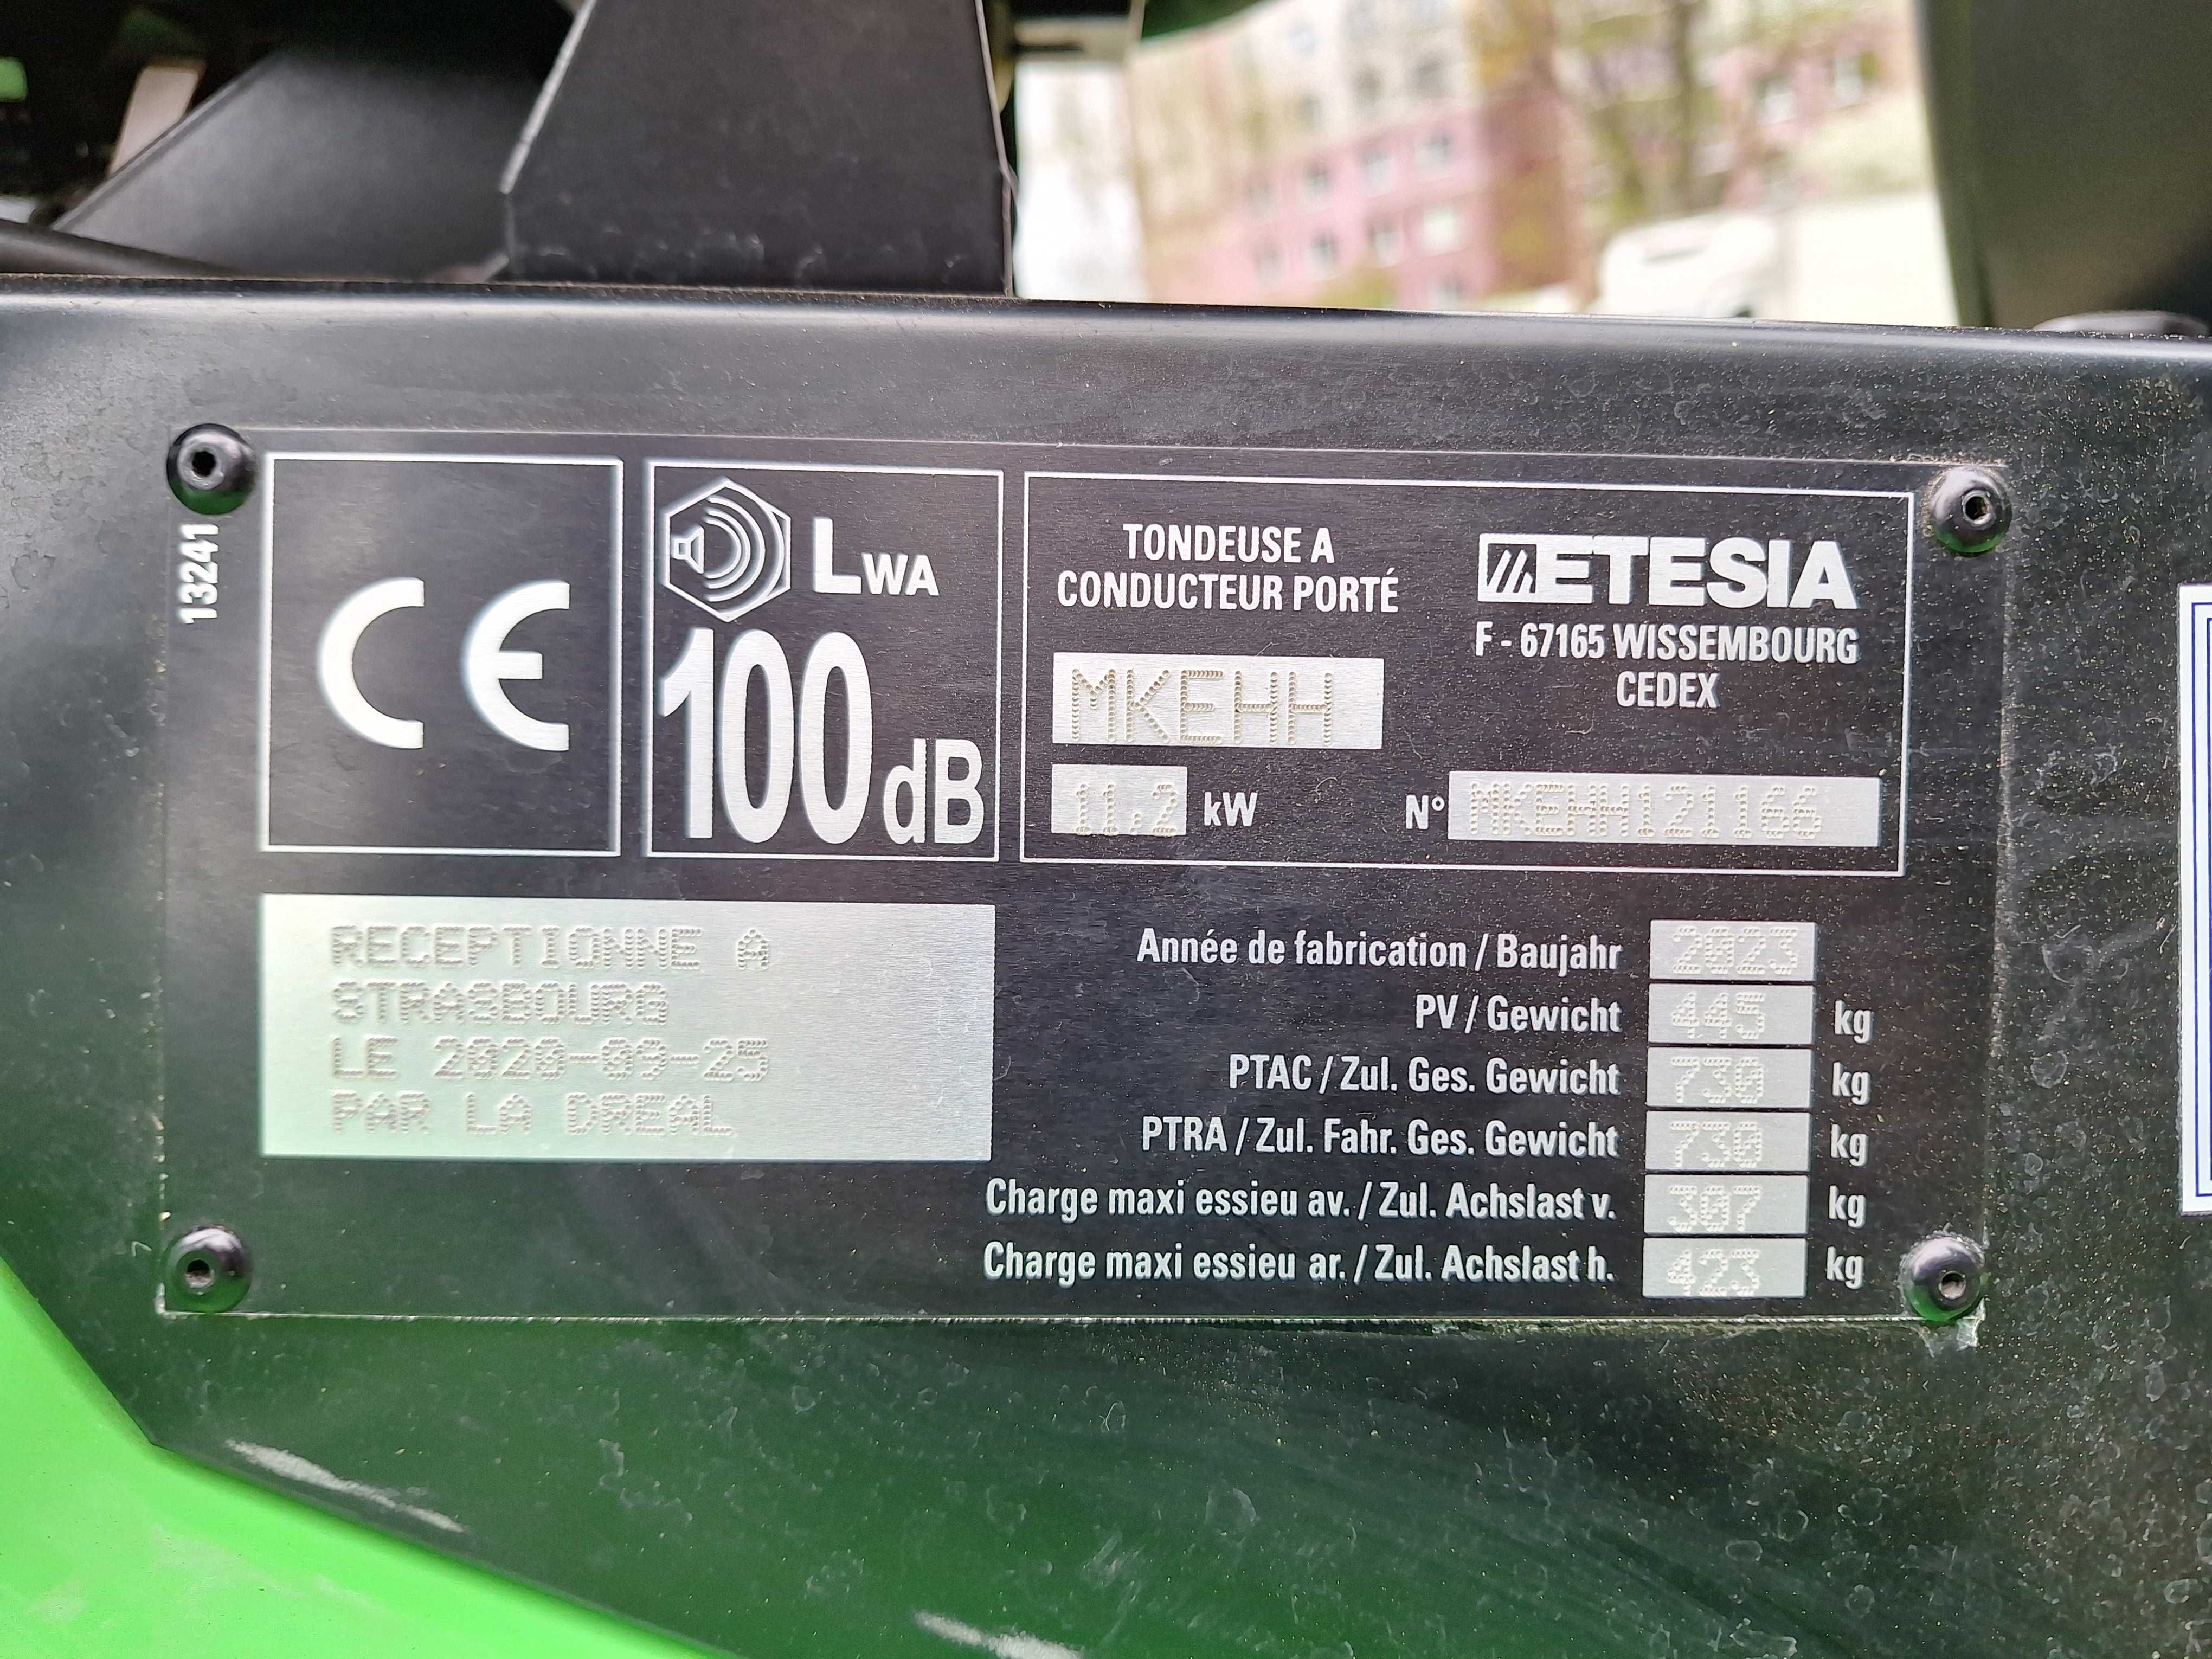 13241
CE
LWA
100 dB
TONDEUSE A
CONDUCTEUR PORTÉ
MKEHH
11.2 kW
ETESIA
F - 67165 WISSEMBOURG
CEDEX
N° MKEHH121166
RECEPTIONNE A
STRASBOURG
LE 2020-09-25
PAR LA DREAL
Année de fabrication / Baujahr 2023
PV / Gewicht 445 kg
PTAC / Zul. Ges. Gewicht 730 kg
PTRA / Zul. Fahr. Ges. Gewicht 730 kg
Charge maxi essieu av. / Zul. Achslast v. 307 kg
Charge maxi essieu ar. / Zul. Achslast h. 423 kg